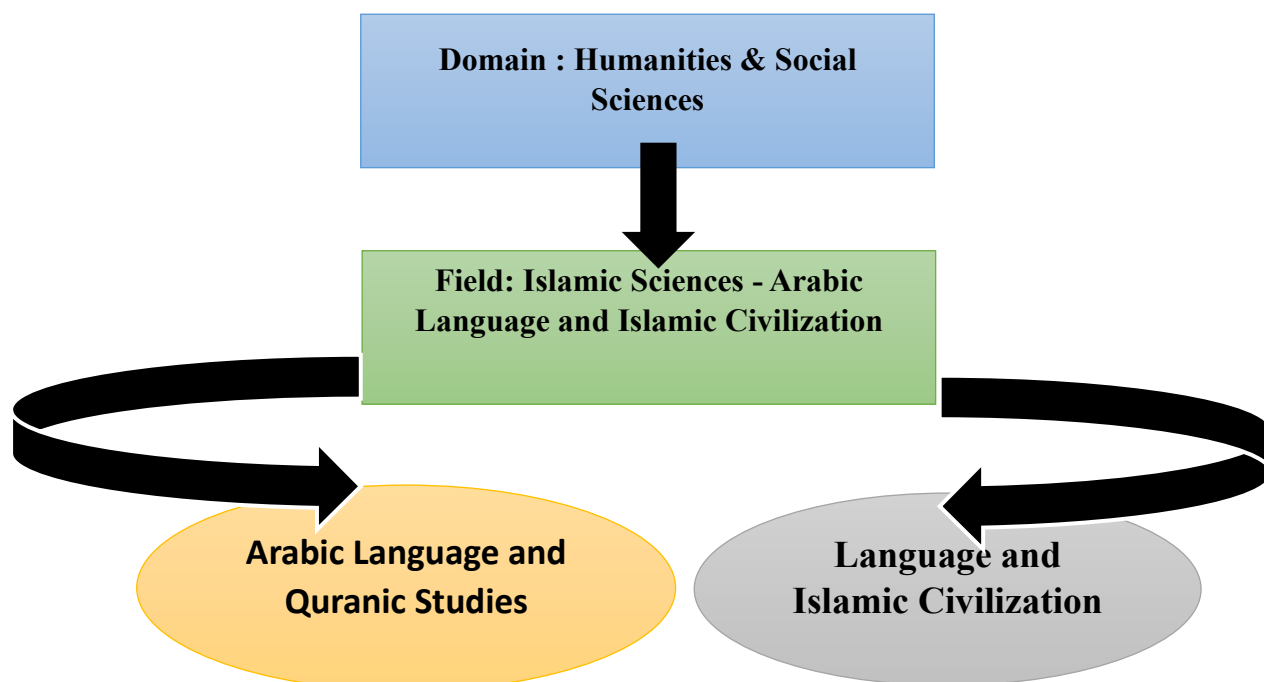 Domain : Humanities & Social
Sciences
Field: Islamic Sciences - Arabic
Language and Islamic Civilization
Arabic Language and
Quranic Studies
Language and
Islamic Civilization